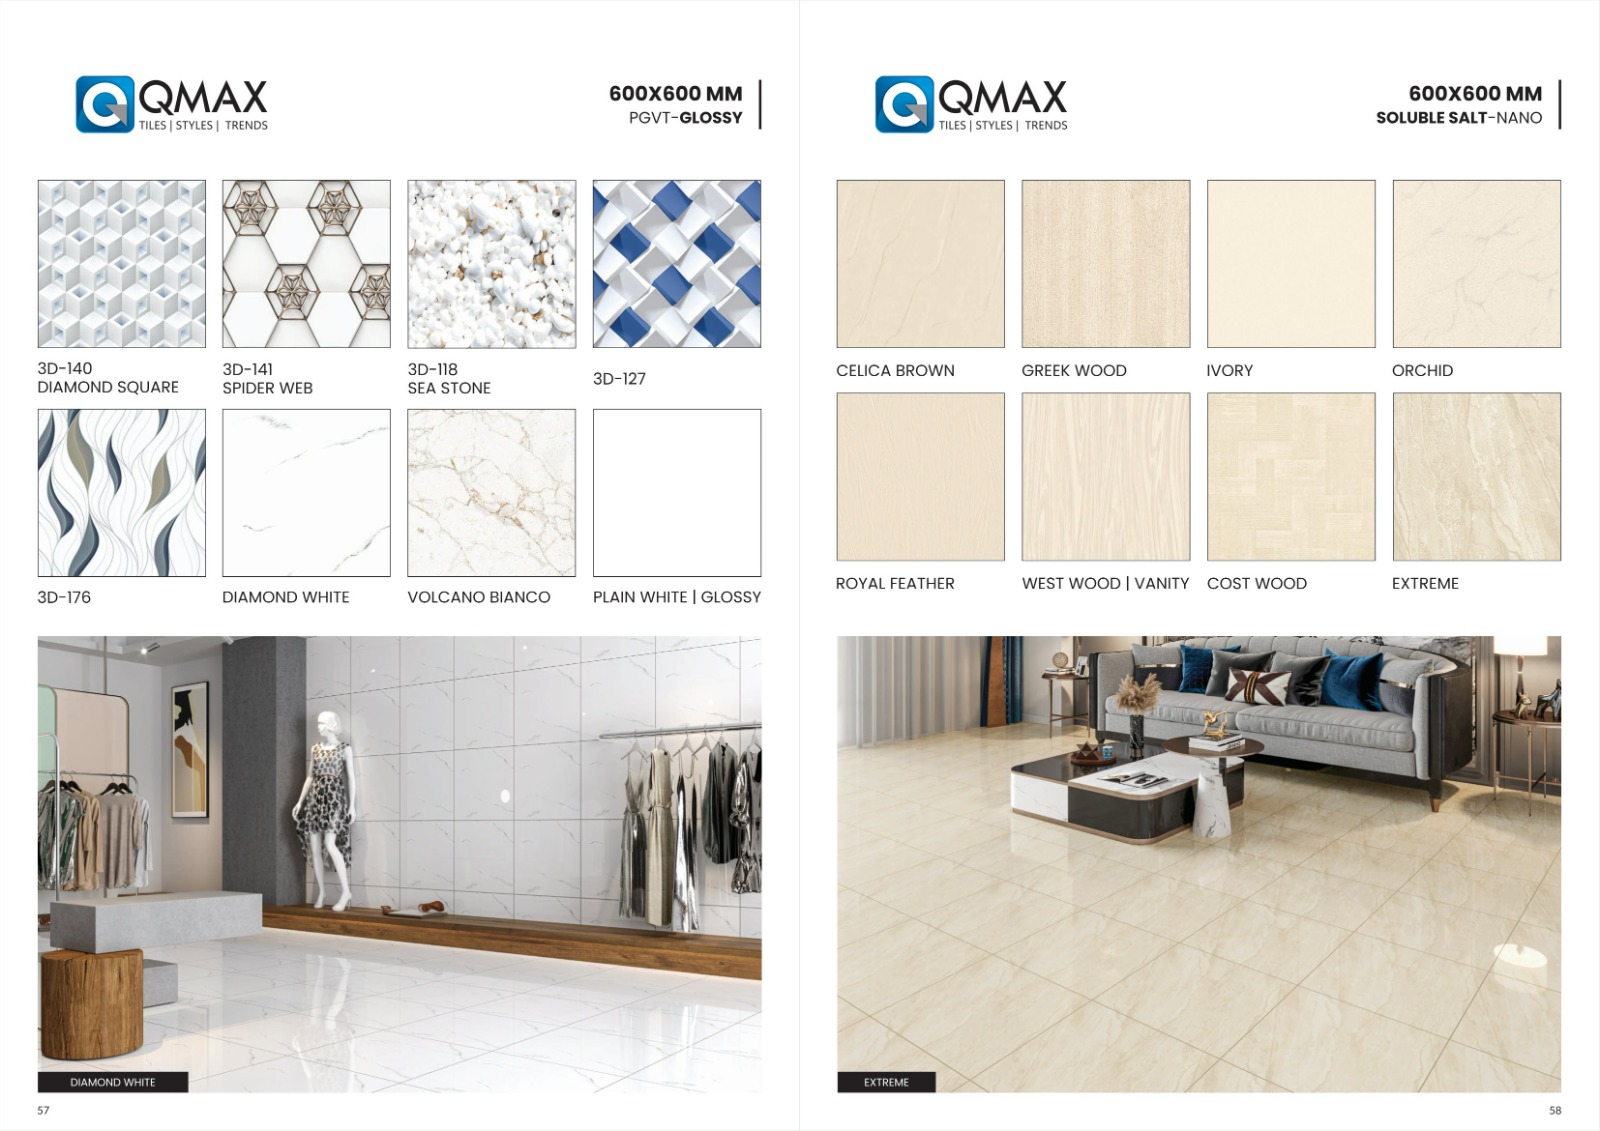 QMAX
TILES | STYLES | TRENDS
600X600 MM
PGVT-GLOSSY
3D-140
DIAMOND SQUARE
3D-141
SPIDER WEB
3D-118
SEA STONE
3D-127
3D-176
DIAMOND WHITE
VOLCANO BIANCO
PLAIN WHITE | GLOSSY
DIAMOND WHITE
57
QMAX
TILES | STYLES | TRENDS
600X600 MM
SOLUBLE SALT-NANO
CELICA BROWN
GREEK WOOD
IVORY
ORCHID
ROYAL FEATHER
WEST WOOD | VANITY
COST WOOD
EXTREME
EXTREME
58